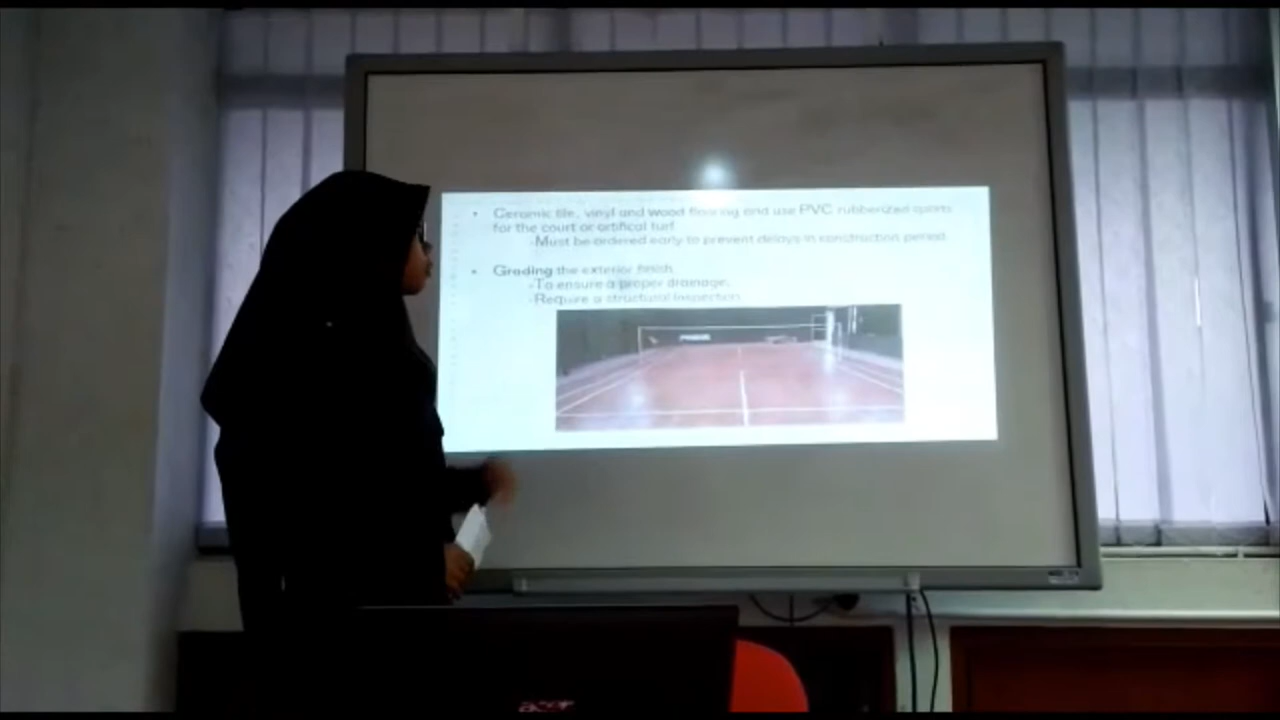 • Ceramic tile, vinyl and wood flooring and use PVC rubberized sports
for the court or artifical turf
-Must be ordered early to prevent delays in construction period
• Grading the exterior finish
-To ensure a proper drainage.
-Require a structural inspection
acer